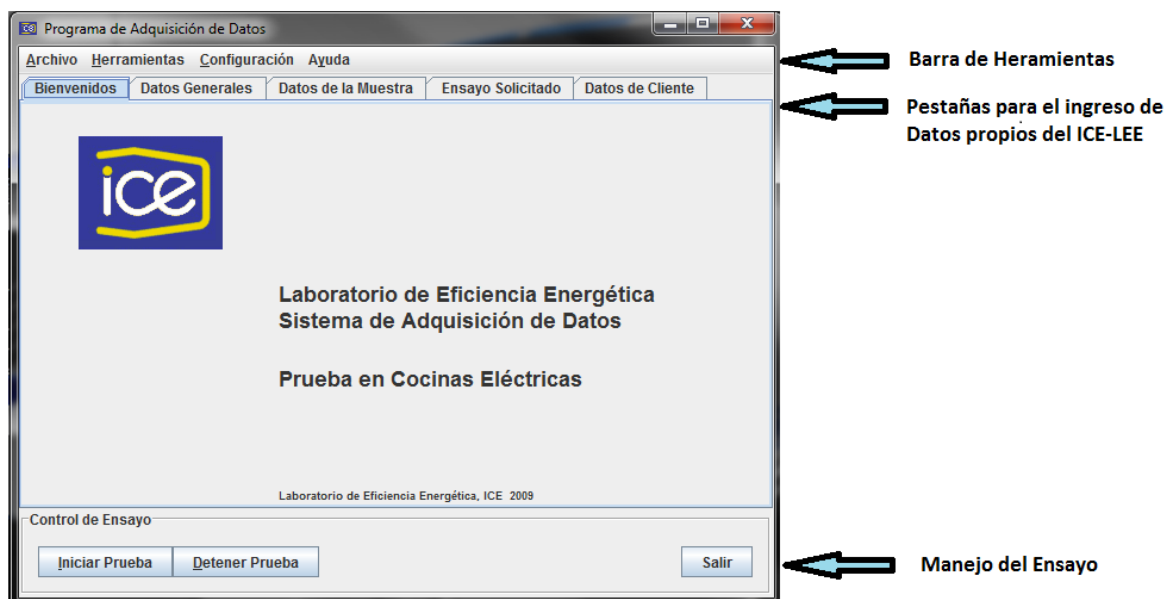 Programa de Adquisición de Datos
Archivo Herramientas Configuración Ayuda
Barra de Heramientas
Bienvenidos Datos Generales Datos de la Muestra Ensayo Solicitado Datos de Cliente
Pestañas para el ingreso de
Datos propios del ICE-LEE
ice
Laboratorio de Eficiencia Energética
Sistema de Adquisición de Datos
Prueba en Cocinas Eléctricas
Laboratorio de Eficiencia Energética, ICE 2009
Control de Ensayo
Iniciar Prueba Detener Prueba Salir
Manejo del Ensayo